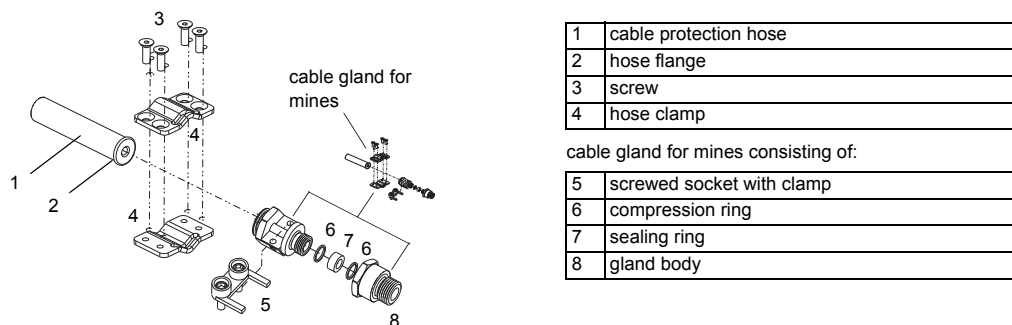 3
cable gland for
mines
4
1
2
4
6
7
6
5
8
1 cable protection hose
2 hose flange
3 screw
4 hose clamp
cable gland for mines consisting of:
5 screwed socket with clamp
6 compression ring
7 sealing ring
8 gland body